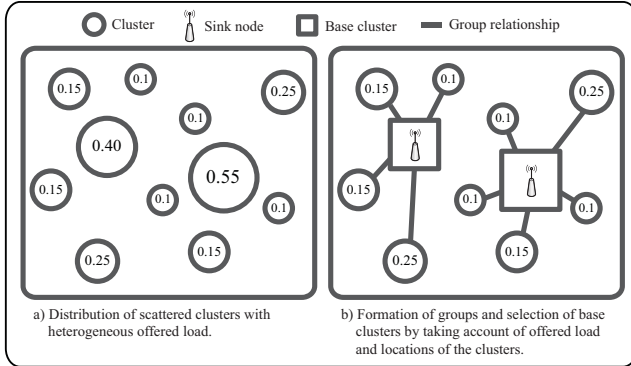 Cluster Sink node Base cluster Group relationship
0.15 0.1 0.25
0.1
0.40
0.55
0.15 0.1 0.1
0.25 0.15
0.15 0.1 0.25
0.1
0.15 0.1 0.1
0.25 0.15
a) Distribution of scattered clusters with
heterogeneous offered load.
b) Formation of groups and selection of base
clusters by taking account of offered load
and locations of the clusters.